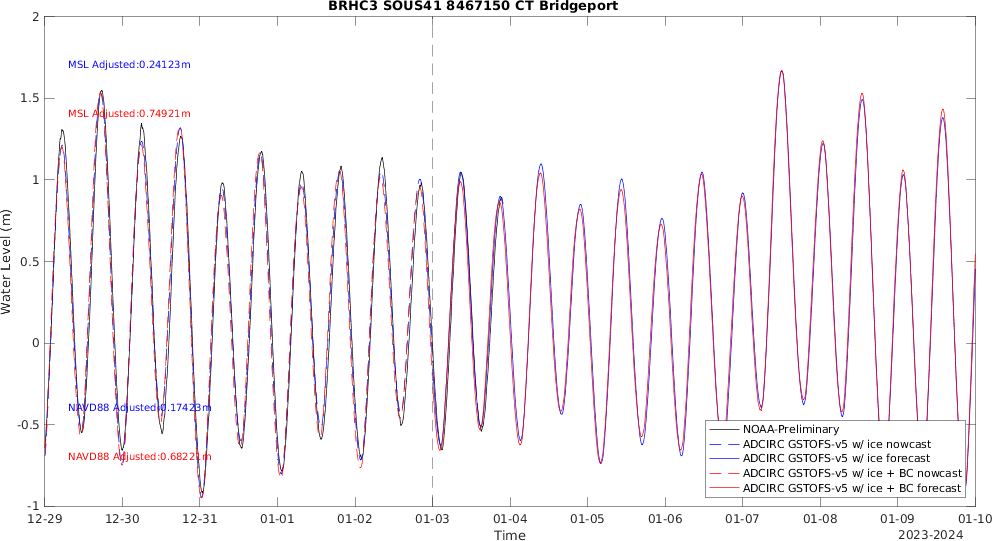 BRHC3 SOUS41 8467150 CT Bridgeport
2
1.5
1
0.5
0
-0.5
-1
Water Level (m)
MSL Adjusted:0.24123m
MSL Adjusted:0.74921m
NAVD88 Adjusted:0.17423m
NAVD88 Adjusted:0.68221m
NOAA-Preliminary
ADCIRC GSTOFS-v5 w/ ice nowcast
ADCIRC GSTOFS-v5 w/ ice forecast
ADCIRC GSTOFS-v5 w/ ice + BC nowcast
ADCIRC GSTOFS-v5 w/ ice + BC forecast
12-29 12-30 12-31 01-01 01-02 01-03 01-04 01-05 01-06 01-07 01-08 01-09 01-10
Time
2023-2024